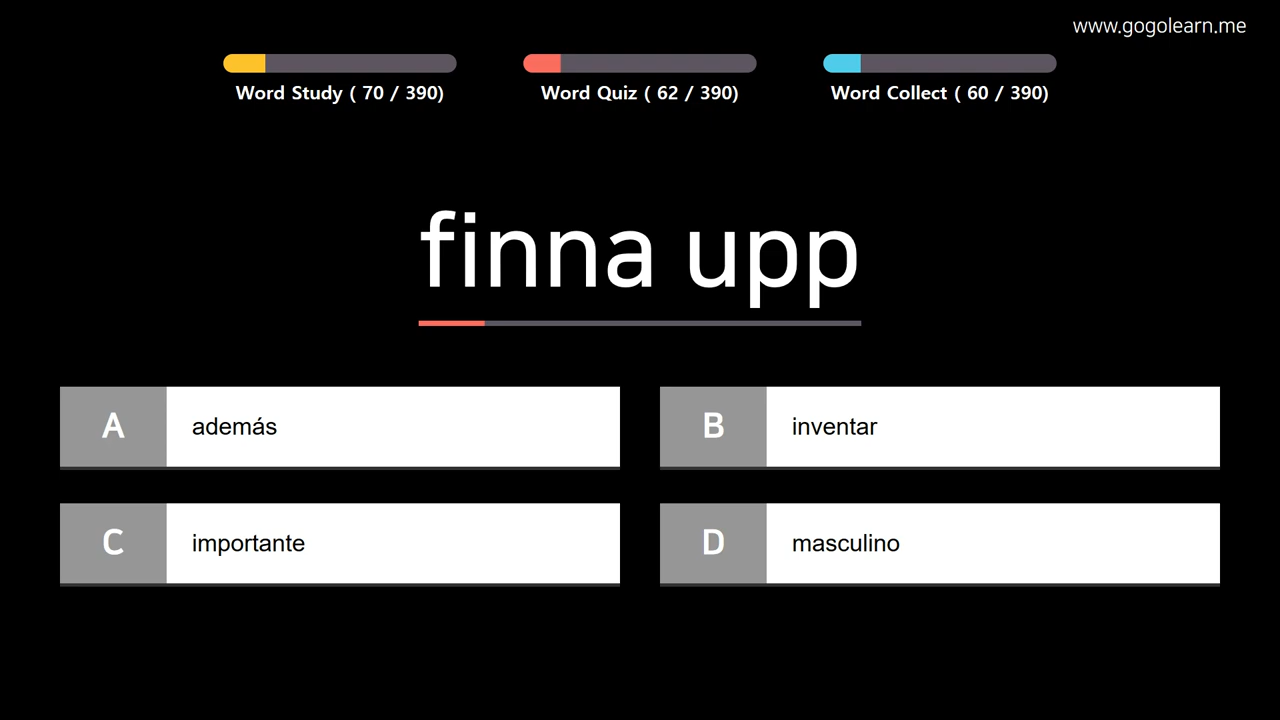 www.gogolearn.me
Word Study ( 70 / 390)
Word Quiz ( 62 / 390)
Word Collect ( 60 / 390)
finna upp
A además
B inventar
C importante
D masculino